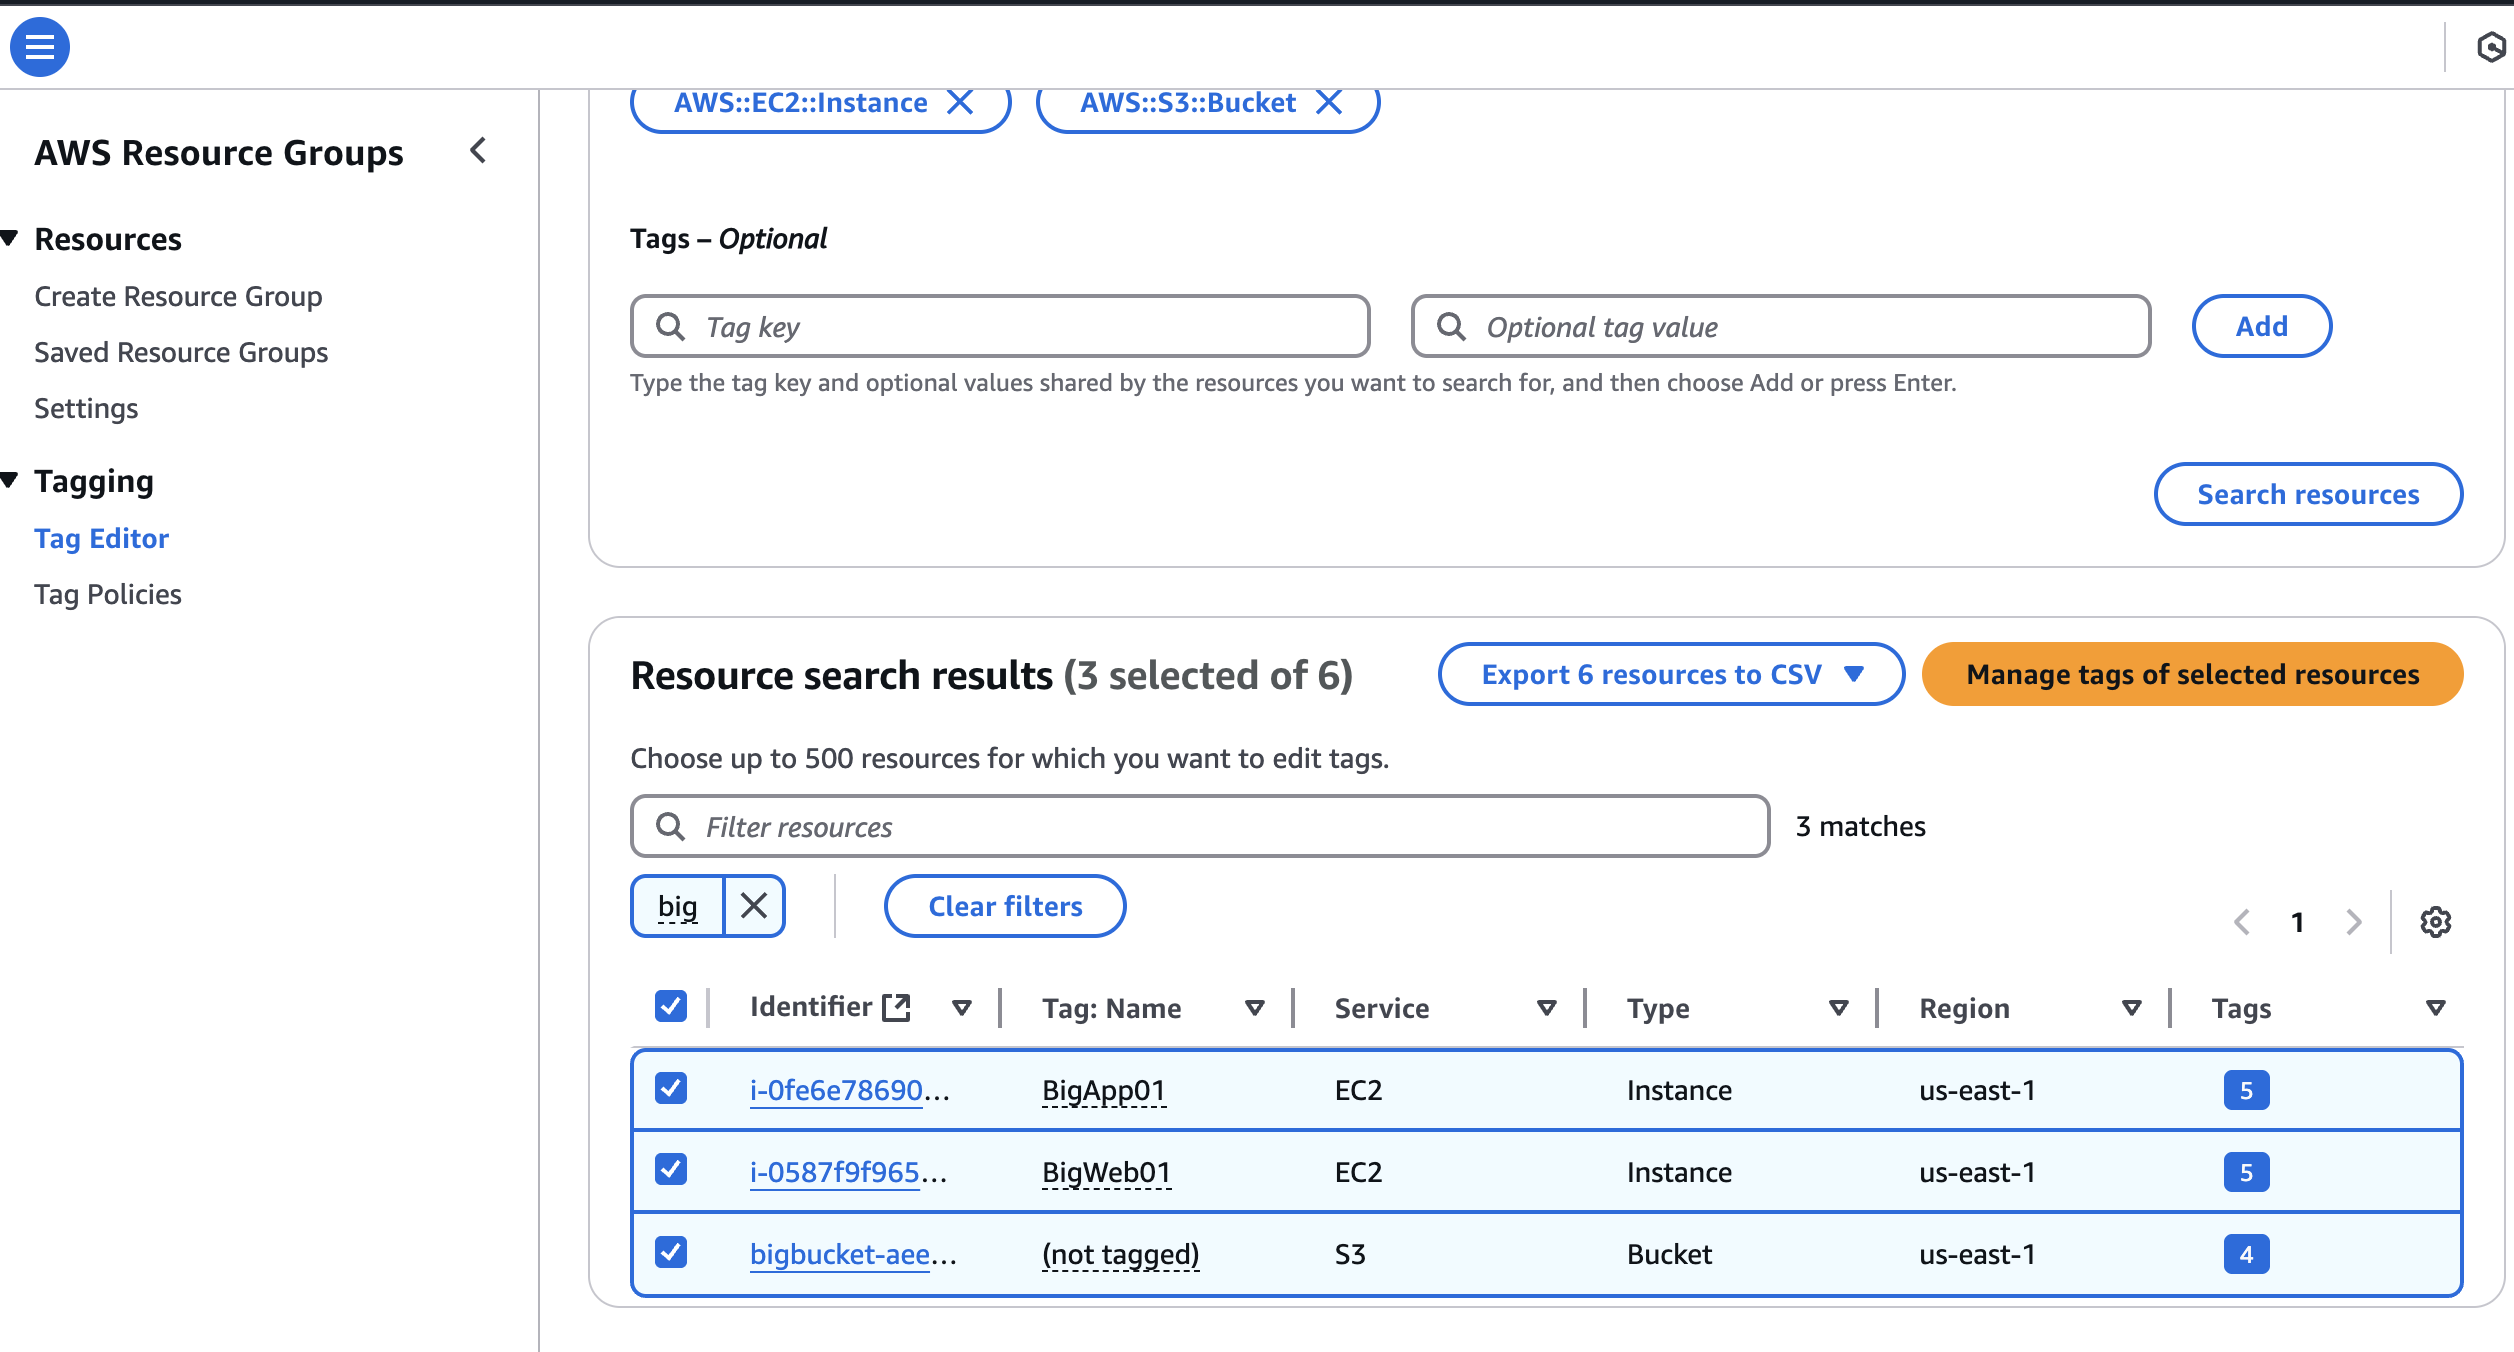 AWS::EC2::Instance
AWS::S3::Bucket
AWS Resource Groups
Resources
Create Resource Group
Saved Resource Groups
Settings
Tagging
Tag Editor
Tag Policies
Tags – Optional
Tag key
Optional tag value
Add
Type the tag key and optional values shared by the resources you want to search for, and then choose Add or press Enter.
Search resources
Resource search results (3 selected of 6)
Export 6 resources to CSV
Manage tags of selected resources
Choose up to 500 resources for which you want to edit tags.
Filter resources
3 matches
big
Clear filters
1
Identifier Tag: Name Service Type Region Tags
i-0fe6e78690... BigApp01 EC2 Instance us-east-1 5
i-0587f9f965... BigWeb01 EC2 Instance us-east-1 5
bigbucket-aee... (not tagged) S3 Bucket us-east-1 4